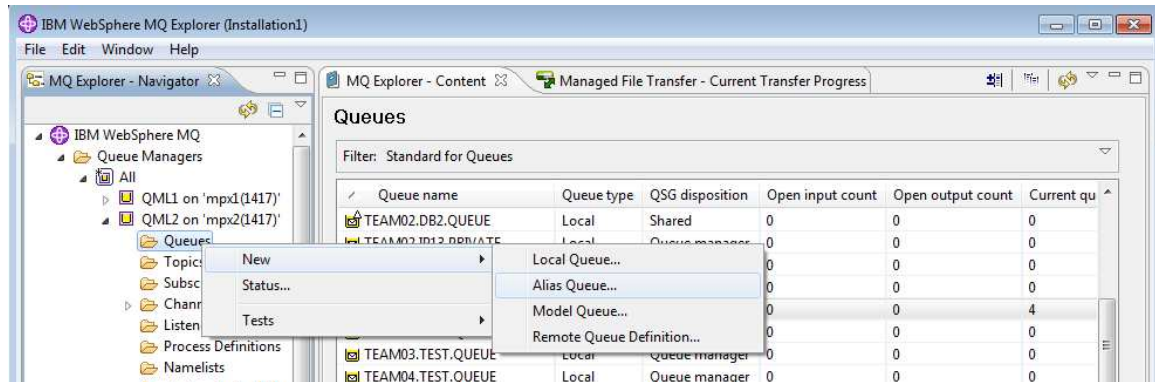 IBM WebSphere MQ Explorer (Installation1)
File Edit Window Help
MQ Explorer - Navigator
MQ Explorer - Content
Managed File Transfer - Current Transfer Progress
Queues
IBM WebSphere MQ
Queue Managers
All
QML1 on 'mpx1(1417)'
QML2 on 'mpx2(1417)'
Queues
Topics
Subsc
Chann
Listen
Process Definitions
Namelists
Filter: Standard for Queues
Queue name Queue type QSG disposition Open input count Open output count Current qu
TEAM02.DB2.QUEUE Local Shared 0 0 0
TEAM02.IP13.PRIVATE Local Queue manager 0 0 0
0 0 0
0 0 0
0 0 4
0 0 0
TEAM03.TEST.QUEUE Local Queue manager 0 0 0
TEAM04.TEST.QUEUE Local Queue manager 0 0 0
New
Status...
Tests
Local Queue...
Alias Queue...
Model Queue...
Remote Queue Definition...